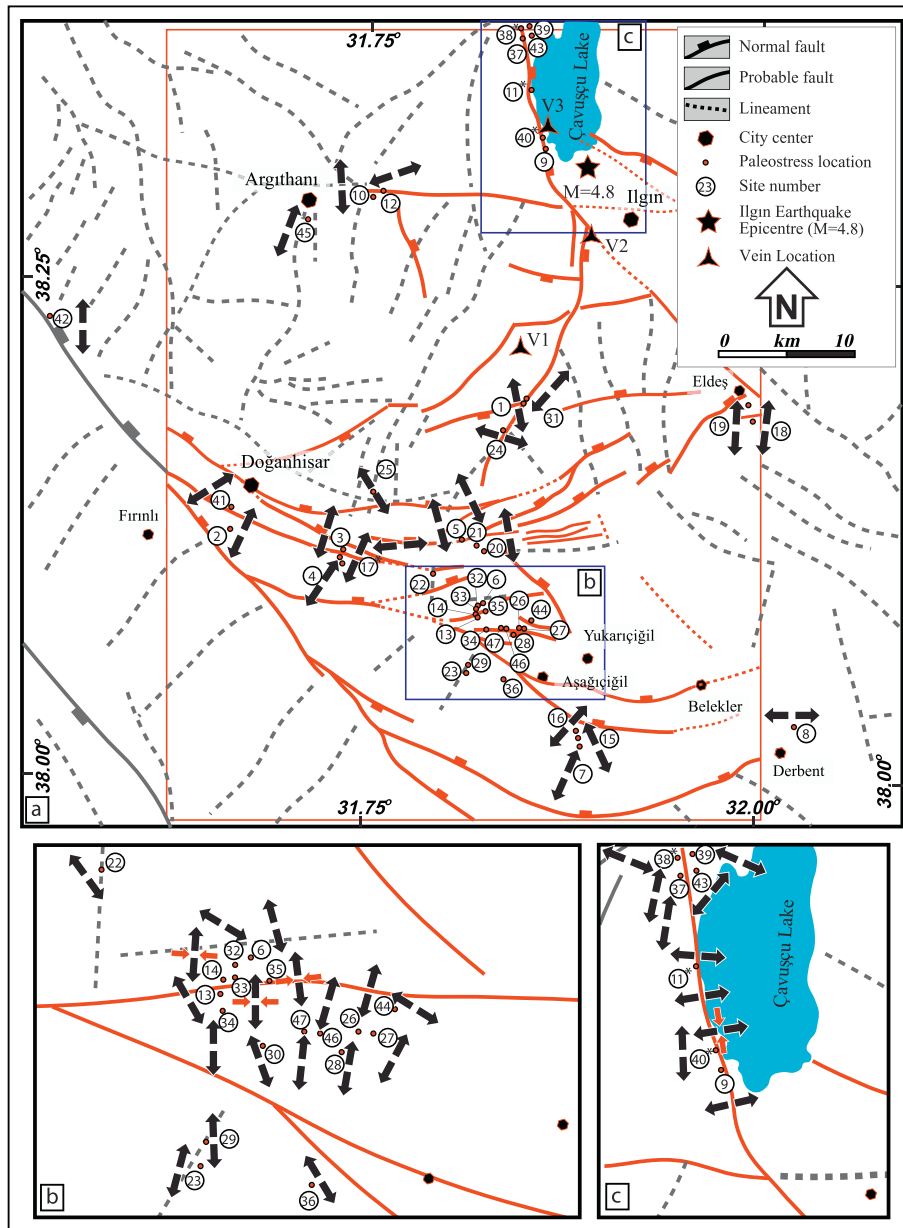 31.75°
c
38 * 39
37 43
11 *
V3
Çavuşçu Lake
40 *
9
M=4.8
Ilgın
V2
Argıthanı
10 12
45
38.25°
42
V1
1
31
24
Eldeş
19 18
Doğanhisar
25
41
Fırınlı
2
3
5 21
20
4
17 *
22
b
32 6
33
14 35 26 44
13
34 47 28 27
46
23 29
36
Yukarıçiğil
Aşağıçiğil
Belekler
16
15
7
8
Derbent
38.00°
38.00°
31.75°
32.00°
a
Normal fault
Probable fault
Lineament
City center
Paleostress location
23 Site number
Ilgın Earthquake
Epicentre (M=4.8)
Vein Location
N
0 km 10
22
32 6
14 33 35
13
34
47 44
46 26
30 28 27
29
23
36
b
38 * 39
37 43
11 *
Çavuşçu Lake
40 *
9
c